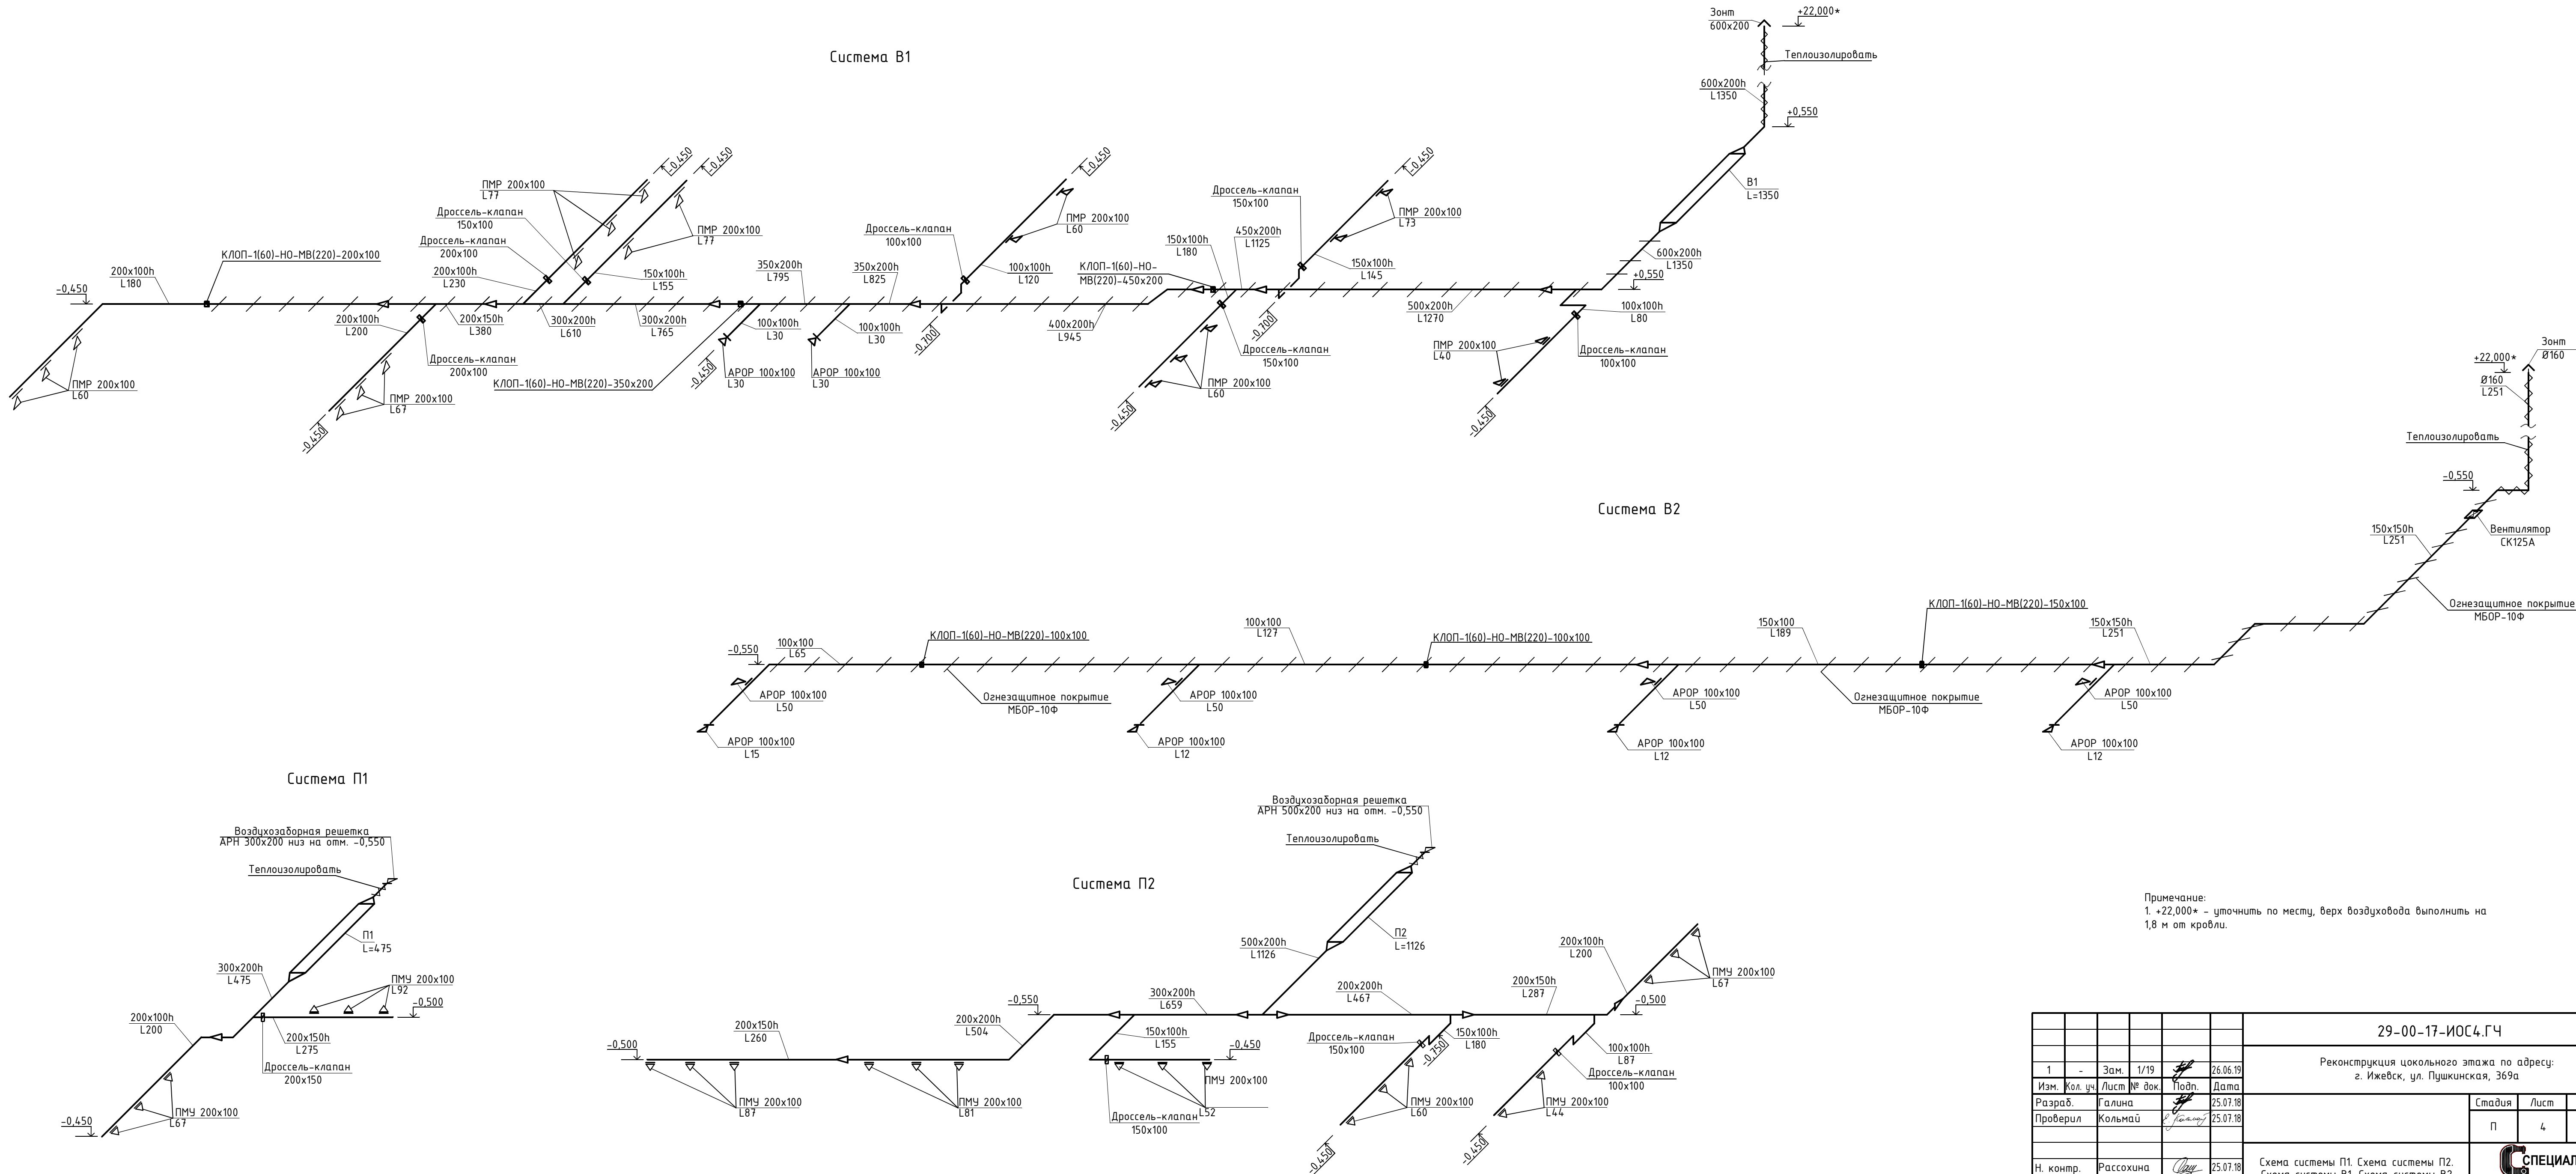 Система В1
Зонт
600х200
+22,000*
Теплоизолировать
600х200h
L1350
+0,550
В1
L=1350
600х200h
L1350
+0,550
-0,450
200х100h
L180
КЛОП-1(60)-НО-МВ(220)-200х100
ПМР 200х100
L60
ПМР 200х100
L77
Дроссель-клапан
150х100
Дроссель-клапан
200х100
200х100h
L230
-0,450
-0,450
ПМР 200х100
L77
150х100h
L155
200х100h
L200
200х150h
L380
Дроссель-клапан
200х100
ПМР 200х100
L67
-0,450
300х200h
L610
300х200h
L765
КЛОП-1(60)-НО-МВ(220)-350х200
350х200h
L795
350х200h
L825
100х100h
L30
АРОР 100х100
L30
-0,450
100х100h
L30
АРОР 100х100
L30
Дроссель-клапан
100х100
-0,450
ПМР 200х100
L60
100х100h
L120
-0,700
400х200h
L945
КЛОП-1(60)-НО-
МВ(220)-450х200
150х100h
L180
450х200h
L1125
Дроссель-клапан
150х100
-0,450
ПМР 200х100
L73
150х100h
L145
-0,700
Дроссель-клапан
150х100
ПМР 200х100
L60
-0,450
500х200h
L1270
100х100h
L80
ПМР 200х100
L40
Дроссель-клапан
100х100
-0,450
Система В2
Зонт
Ø160
+22,000*
Ø160
L251
Теплоизолировать
-0,550
150х150h
L251
Вентилятор
СК125А
Огнезащитное покрытие
МБОР-10Ф
-0,550
100х100
L65
КЛОП-1(60)-НО-МВ(220)-100х100
100х100
L127
КЛОП-1(60)-НО-МВ(220)-100х100
150х100
L189
КЛОП-1(60)-НО-МВ(220)-150х100
150х150h
L251
АРОР 100х100
L50
Огнезащитное покрытие
МБОР-10Ф
АРОР 100х100
L50
АРОР 100х100
L50
Огнезащитное покрытие
МБОР-10Ф
АРОР 100х100
L50
АРОР 100х100
L15
АРОР 100х100
L12
АРОР 100х100
L12
АРОР 100х100
L12
Система П1
Воздухозаборная решетка
АРН 300х200 низ на отм. -0,550
Теплоизолировать
П1
L=475
300х200h
L475
ПМУ 200х100
L92
-0,500
200х100h
L200
200х150h
L275
Дроссель-клапан
200х150
ПМУ 200х100
L67
-0,450
Система П2
Воздухозаборная решетка
АРН 500х200 низ на отм. -0,550
Теплоизолировать
П2
L=1126
500х200h
L1126
-0,550
300х200h
L659
200х200h
L467
200х150h
L287
200х100h
L200
ПМУ 200х100
L67
-0,500
-0,500
200х150h
L260
200х200h
L504
150х100h
L155
-0,450
ПМУ 200х100
L52
ПМУ 200х100
L87
ПМУ 200х100
L81
Дроссель-клапан
150х100
Дроссель-клапан
150х100
150х100h
L180
-0,750
ПМУ 200х100
L60
-0,450
100х100h
L87
Дроссель-клапан
100х100
ПМУ 200х100
L44
-0,450
Примечание:
1. +22,000* - уточнить по месту, верх воздуховода выполнить на
1,8 м от кровли.
29-00-17-ИОС4.ГЧ
Реконструкция цокольного этажа по адресу:
г. Ижевск, ул. Пушкинская, 369а
1 - Зам. 1/19 26.06.19
Изм. Кол. уч. Лист № док. Подп. Дата
Разраб. Галина 25.07.18
Проверил Кольмай 25.07.18
Стадия Лист
П 4
Н. контр. Рассохина 25.07.18
Схема системы П1. Схема системы П2.
Схема системы В1. Схема системы В2.
СПЕЦИАЛ